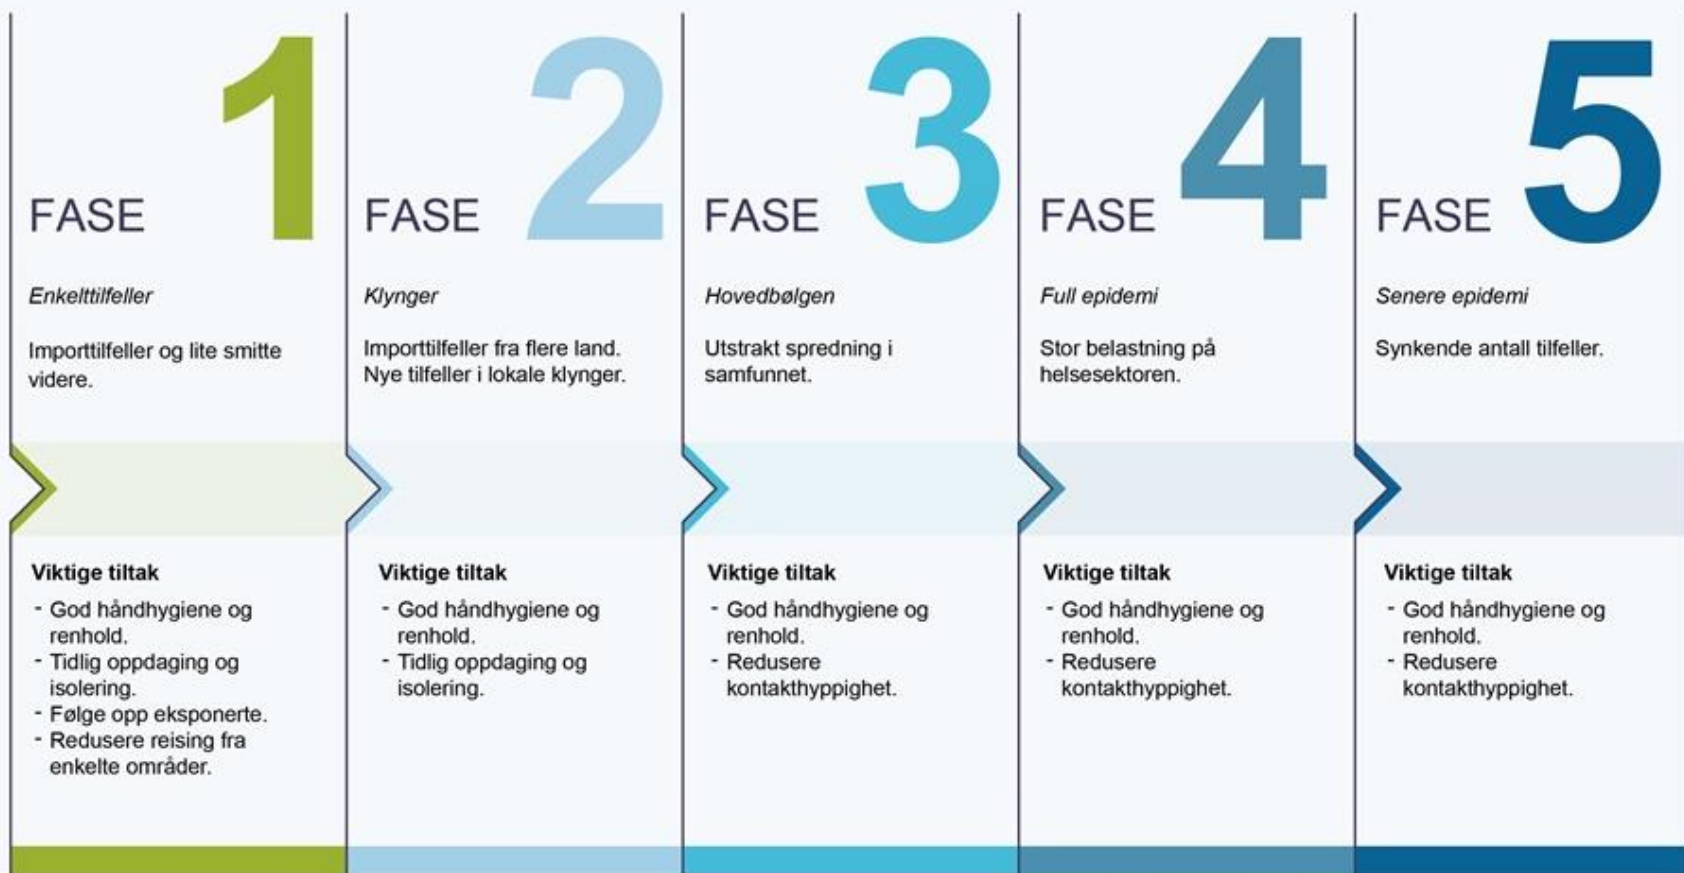 FASE 1
Enkelttilfeller
Importtilfeller og lite smitte
videre.
Viktige tiltak
- God håndhygiene og
renhold.
- Tidlig oppdaging og
isolering.
- Følge opp eksponerte.
- Redusere reising fra
enkelte områder.
FASE 2
Klynger
Importtilfeller fra flere land.
Nye tilfeller i lokale klynger.
Viktige tiltak
- God håndhygiene og
renhold.
- Tidlig oppdaging og
isolering.
FASE 3
Hovedbølgen
Utstrakt spredning i
samfunnet.
Viktige tiltak
- God håndhygiene og
renhold.
- Redusere
kontakthyppighet.
FASE 4
Full epidemi
Stor belastning på
helsesektoren.
Viktige tiltak
- God håndhygiene og
renhold.
- Redusere
kontakthyppighet.
FASE 5
Senere epidemi
Synkende antall tilfeller.
Viktige tiltak
- God håndhygiene og
renhold.
- Redusere
kontakthyppighet.